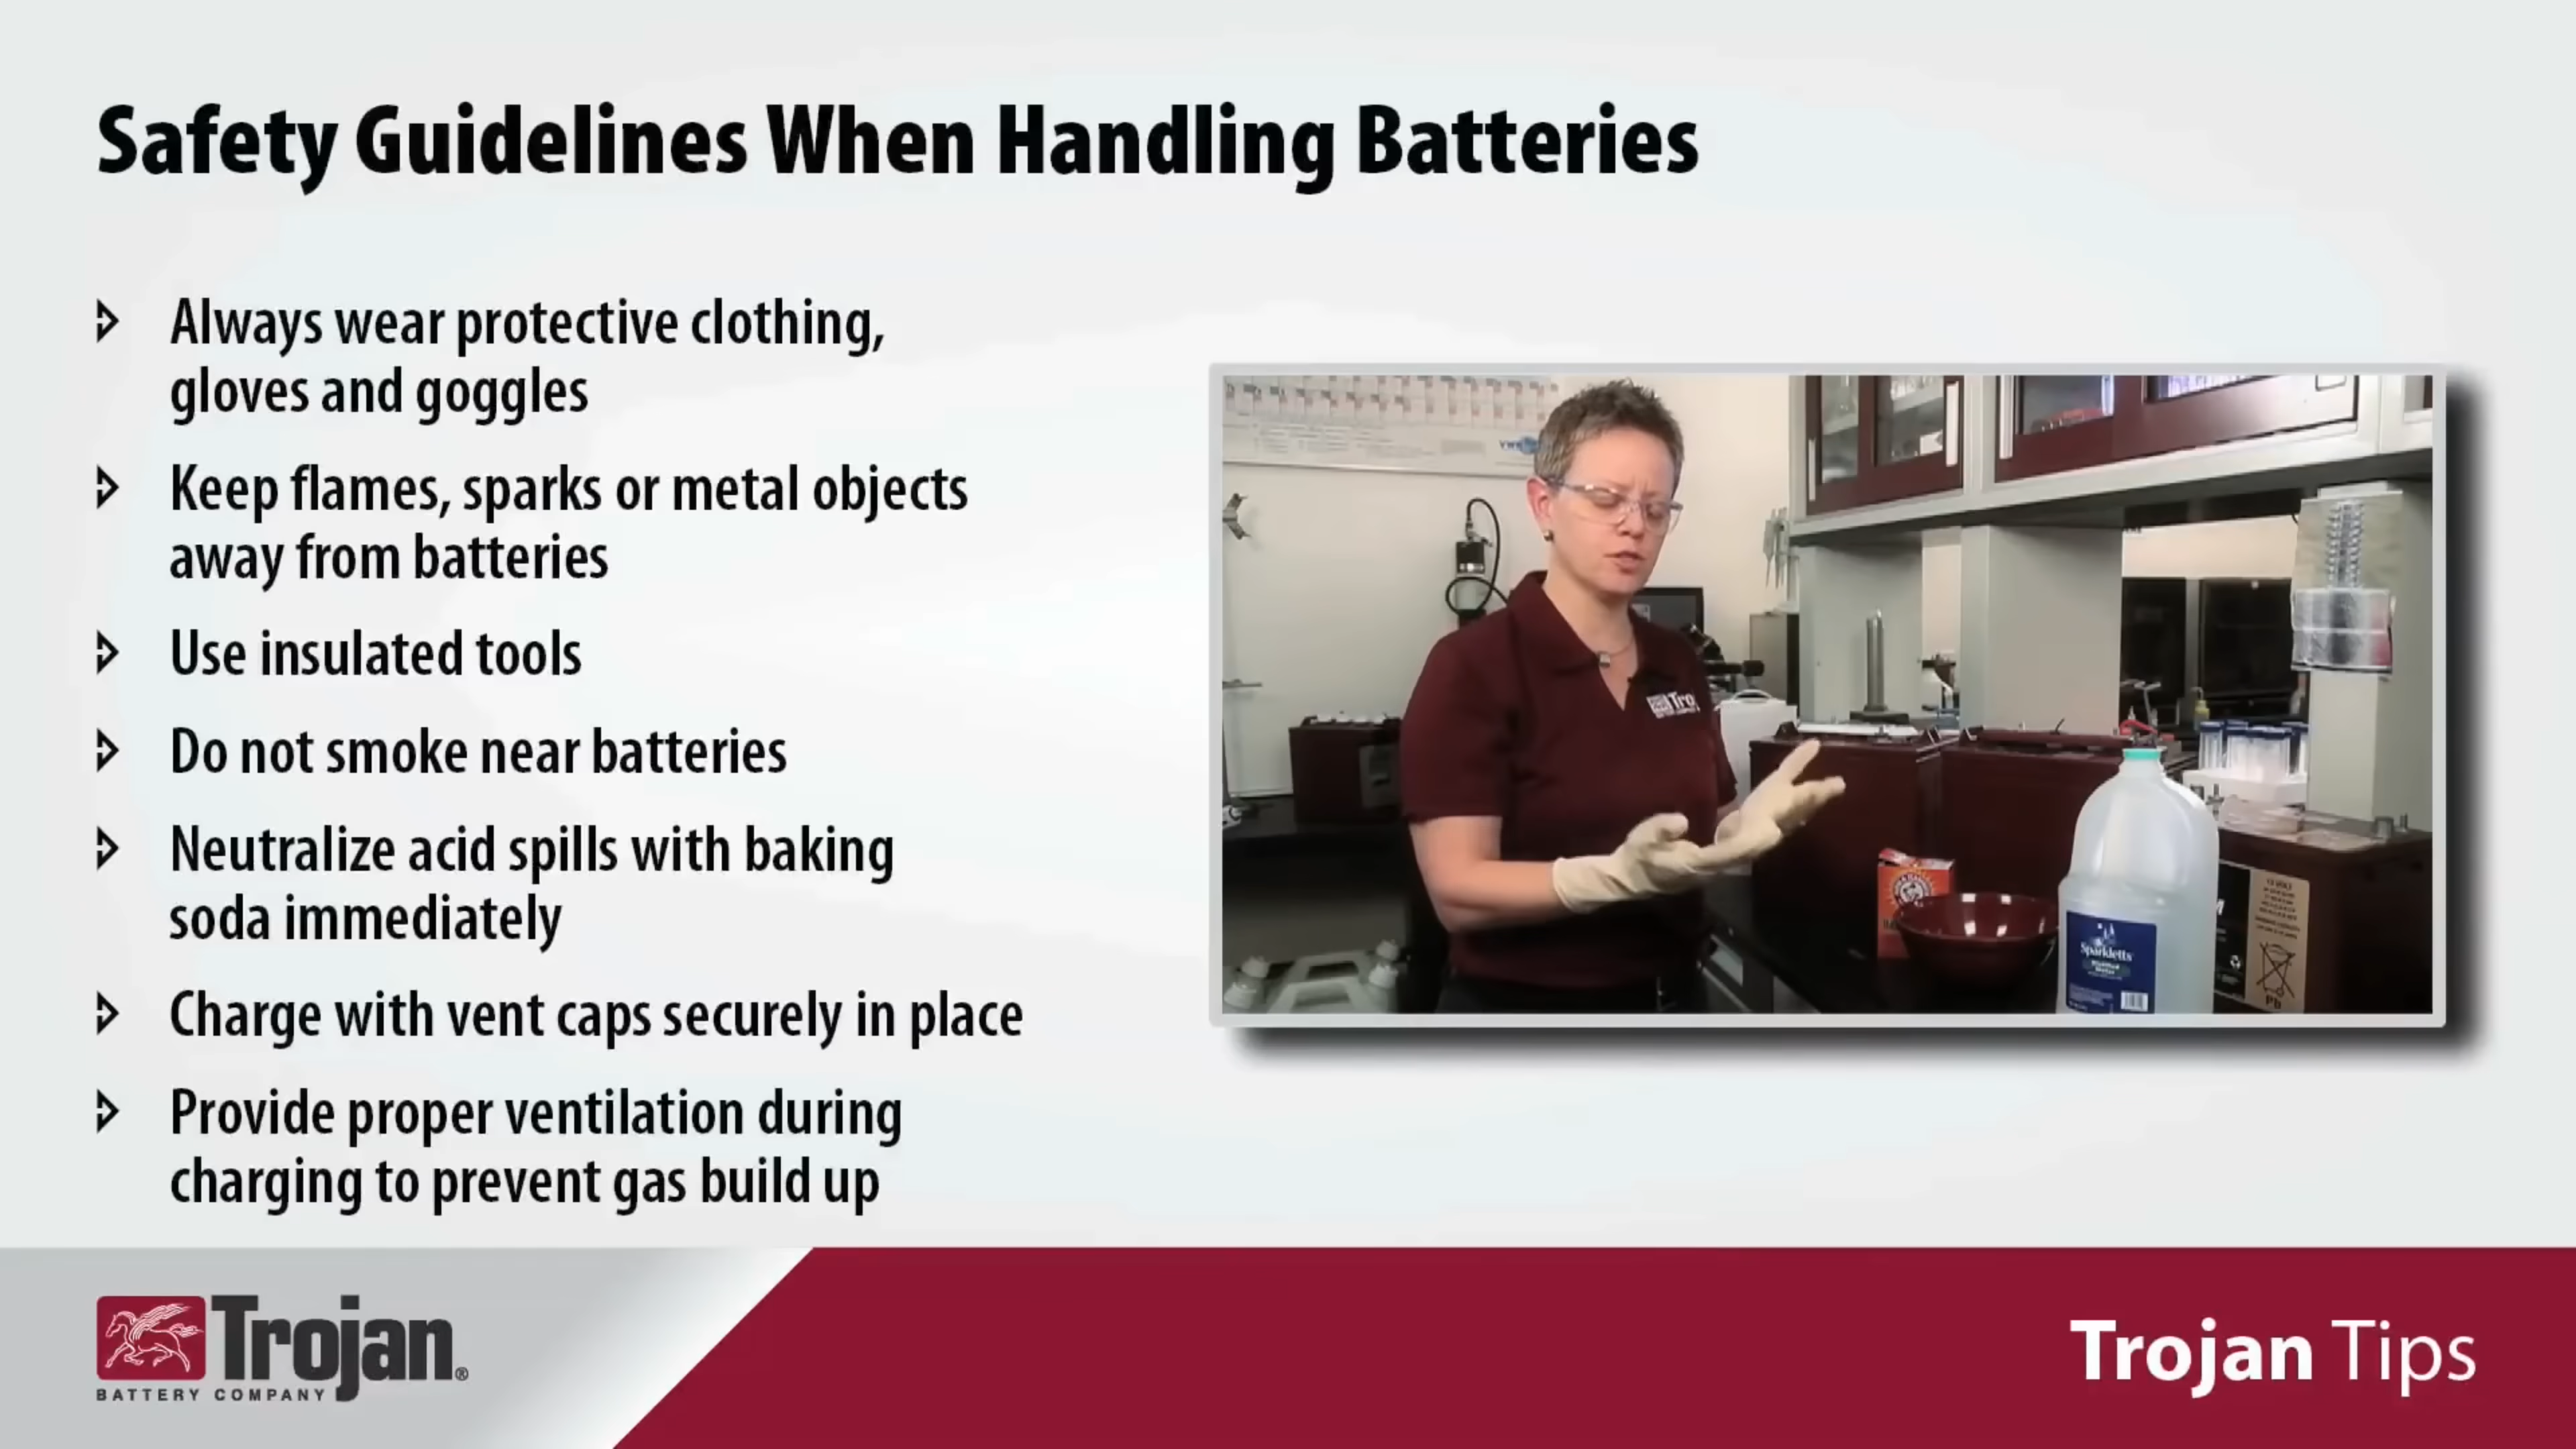 Safety Guidelines When Handling Batteries
Always wear protective clothing,
gloves and goggles
Keep flames, sparks or metal objects
away from batteries
Use insulated tools
Do not smoke near batteries
Neutralize acid spills with baking
soda immediately
Charge with vent caps securely in place
Provide proper ventilation during
charging to prevent gas build up
Tro
Sparkletts
Pb
Trojan®
BATTERY COMPANY
Trojan Tips